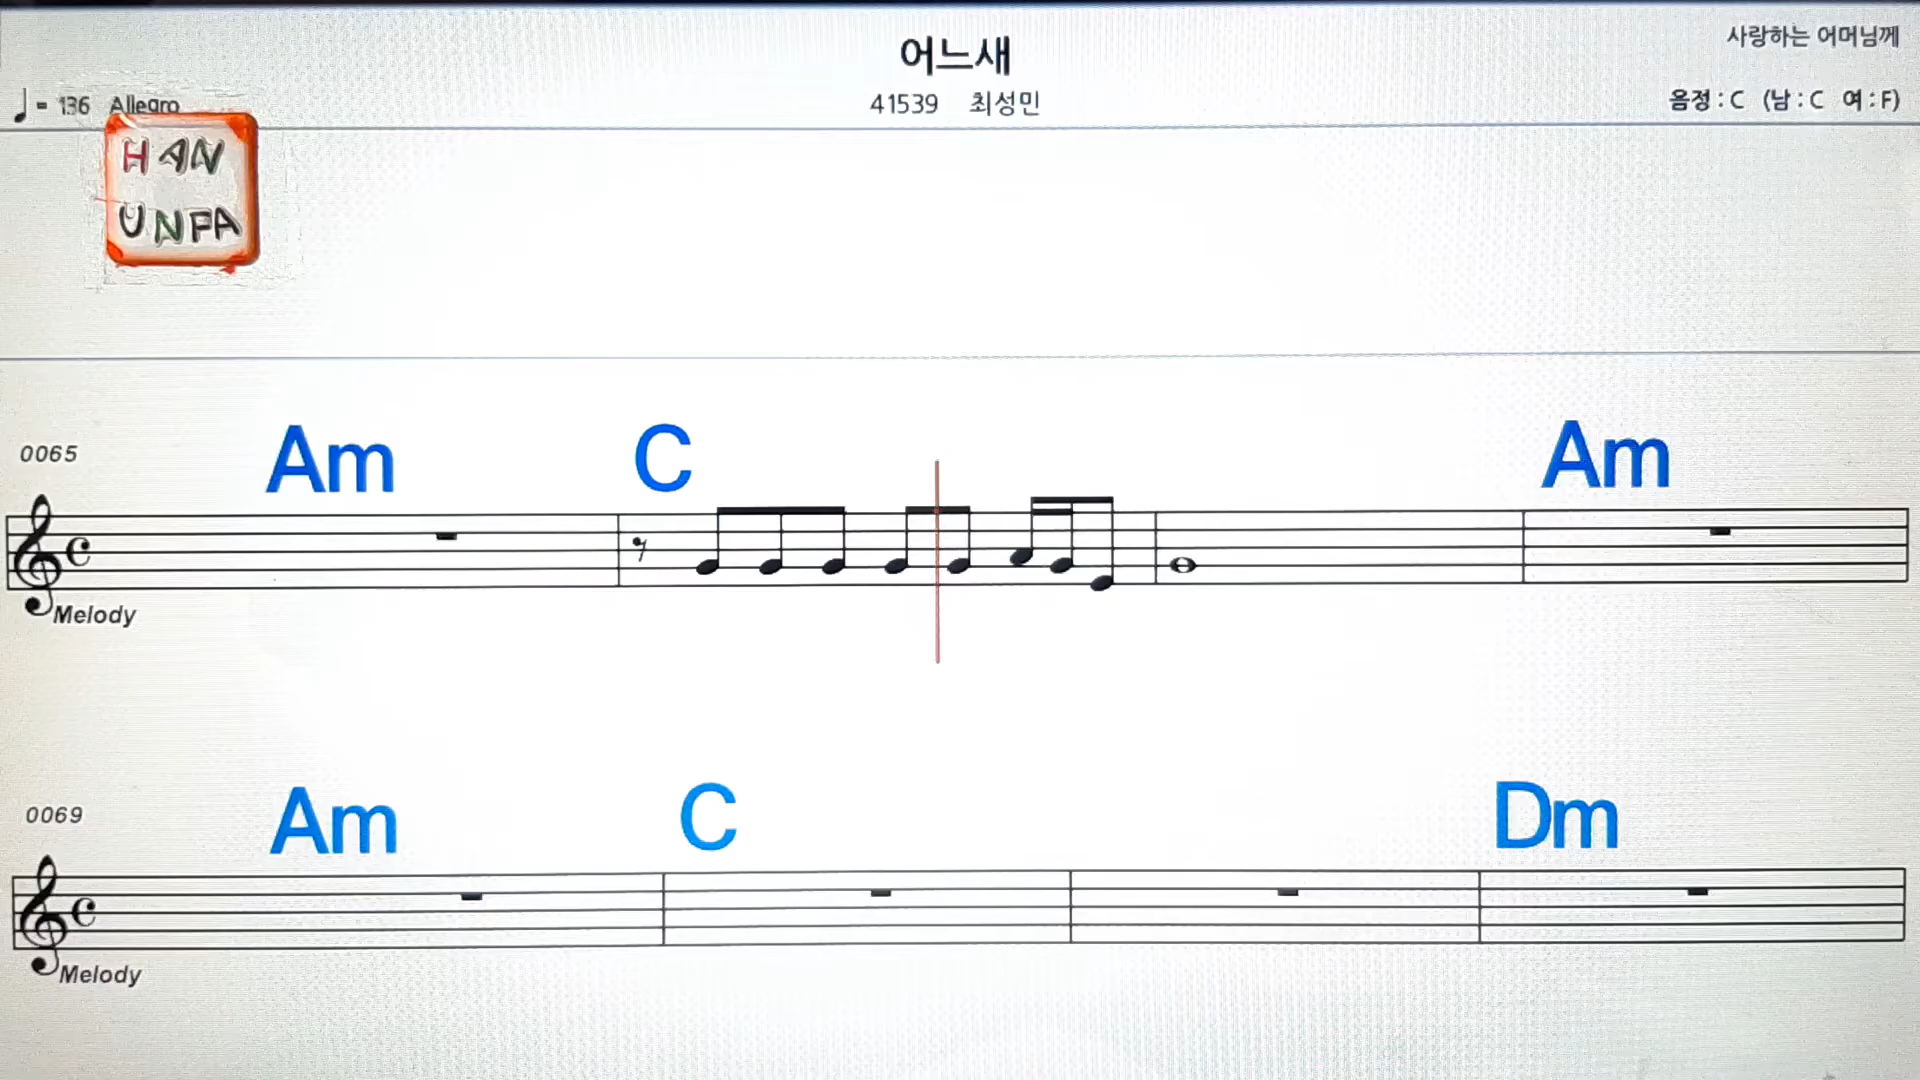 어느새
사랑하는 어머님께
♩ = 136 Allegro
41539 최성민
음정 : C (남 : C 여 : F)
HAN
UNFA
0065 Am C Am
Melody
0069 Am C Dm
Melody